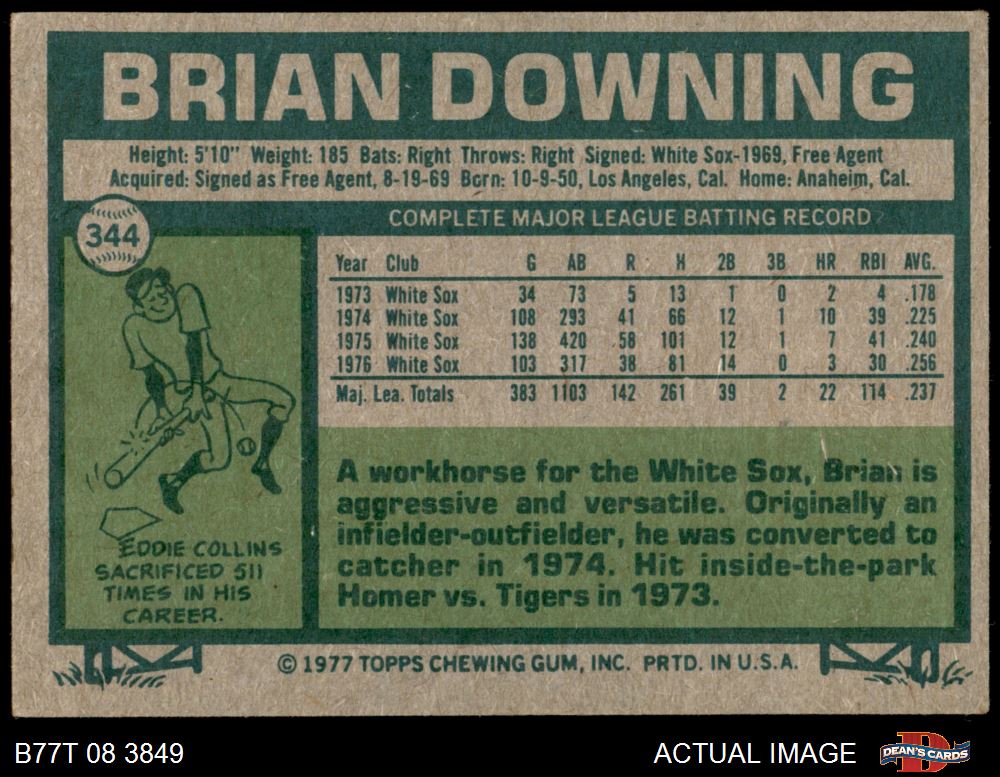 BRIAN DOWNING
Height: 5'10" Weight: 185 Bats: Right Throws: Right Signed: White Sox-1969, Free Agent
Acquired: Signed as Free Agent, 8-19-69 Born: 10-9-50, Los Angeles, Cal. Home: Anaheim, Cal.
344
COMPLETE MAJOR LEAGUE BATTING RECORD
Year Club G AB R H 2B 3B HR RBI AVG.
1973 White Sox 34 73 5 13 1 0 2 4 .178
1974 White Sox 108 293 41 66 12 1 10 39 .225
1975 White Sox 138 420 58 101 12 1 7 41 .240
1976 White Sox 103 317 38 81 14 0 3 30 .256
Maj. Lea. Totals 383 1103 142 261 39 2 22 114 .237
EDDIE COLLINS
SACRIFICED 511
TIMES IN HIS
CAREER.
A workhorse for the White Sox, Brian is
aggressive and versatile. Originally an
infielder-outfielder, he was converted to
catcher in 1974. Hit inside-the-park
Homer vs. Tigers in 1973.
© 1977 TOPPS CHEWING GUM, INC. PRTD. IN U.S.A.
B77T 08 3849
ACTUAL IMAGE
DEAN'S CARDS